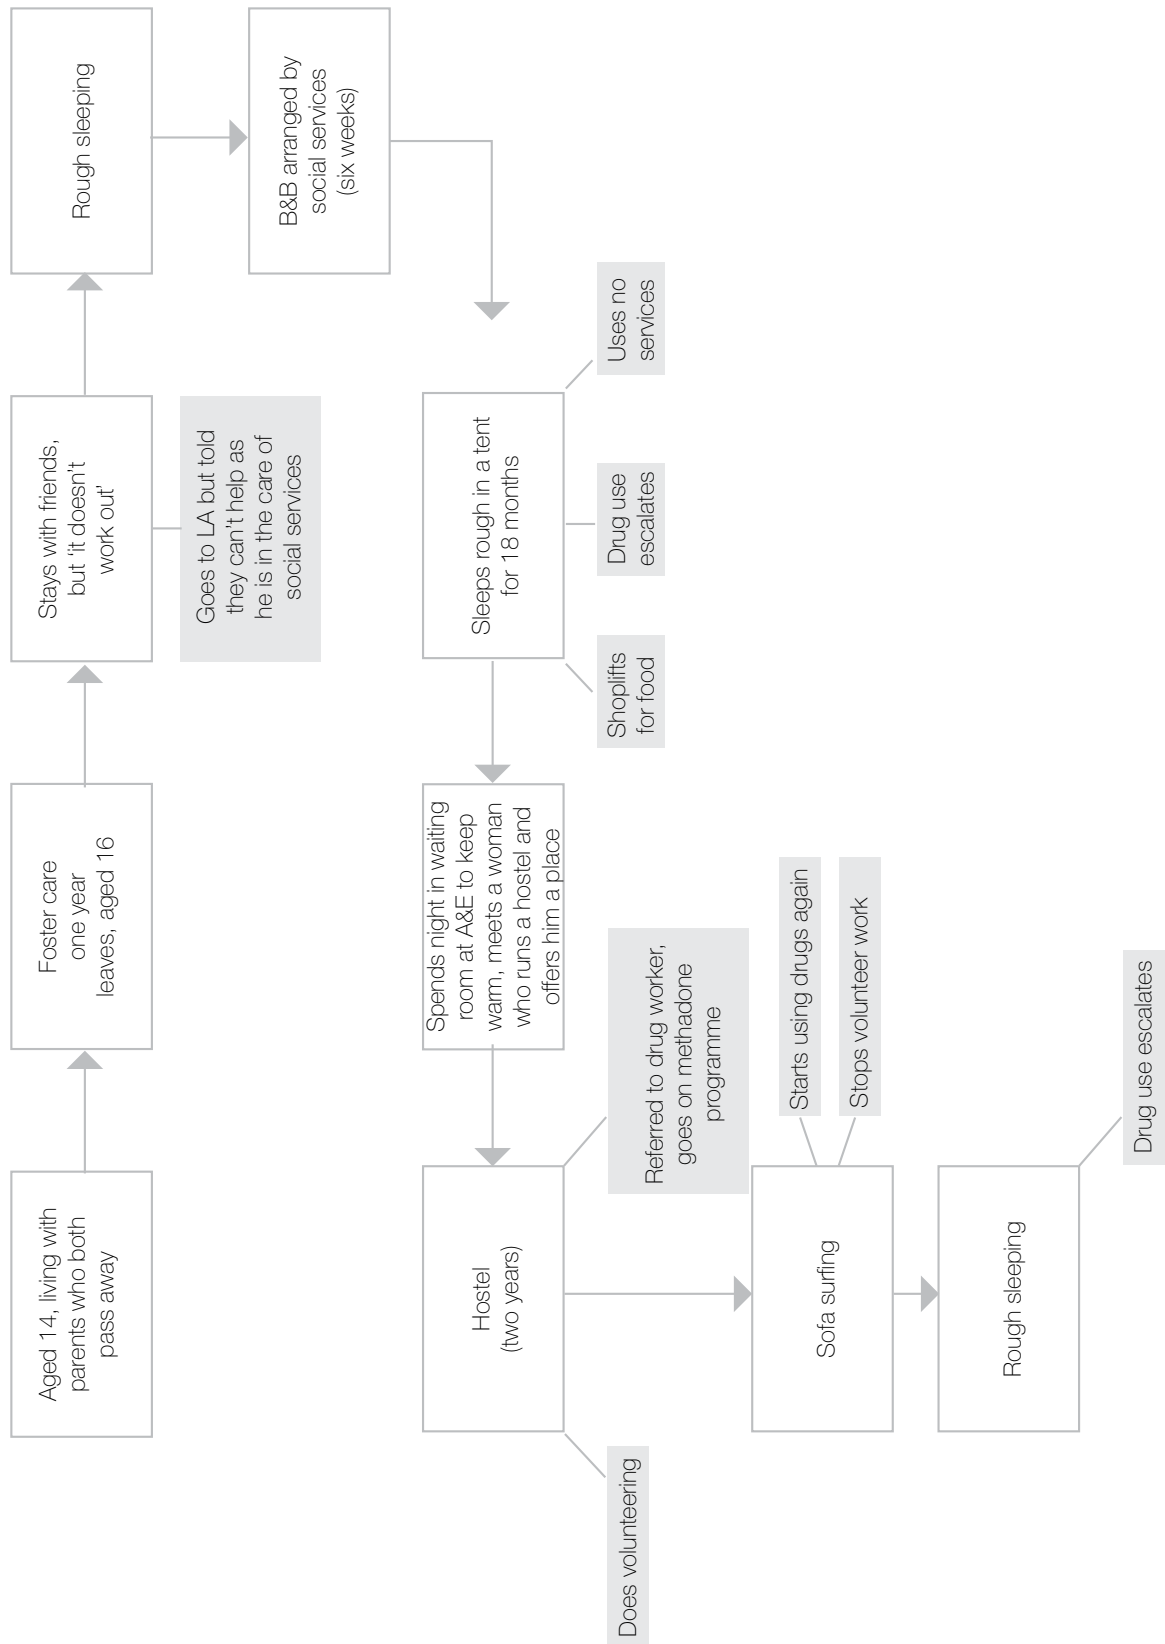 Aged 14, living with
parents who both
pass away
Foster care
one year
leaves, aged 16
Stays with friends,
but ‘it doesn’t
work out’
Goes to LA but told
they can’t help as
he is in the care of
social services
Rough sleeping
B&B arranged by
social services
(six weeks)
Sleeps rough in a tent
for 18 months
Shoplifts
for food
Drug use
escalates
Uses no
services
Spends night in waiting
room at A&E to keep
warm, meets a woman
who runs a hostel and
offers him a place
Hostel
(two years)
Does volunteering
Referred to drug worker,
goes on methadone
programme
Sofa surfing
Starts using drugs again
Stops volunteer work
Rough sleeping
Drug use escalates